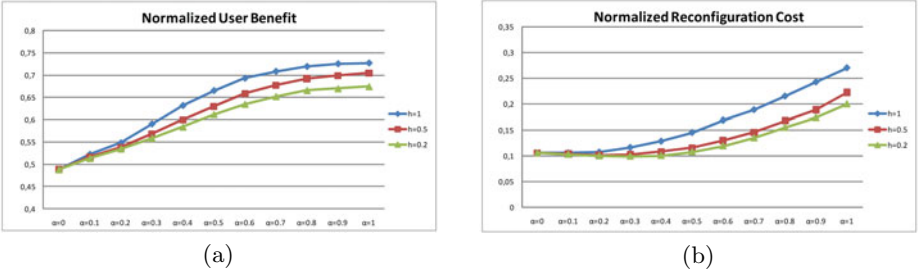 Normalized User Benefit
0,8
0,75
0,7
0,65
0,6
0,55
0,5
0,45
0,4
α=0 α=0.1 α=0.2 α=0.3 α=0.4 α=0.5 α=0.6 α=0.7 α=0.8 α=0.9 α=1
h=1
h=0.5
h=0.2
(a)
Normalized Reconfiguration Cost
0,35
0,3
0,25
0,2
0,15
0,1
0,05
0
α=0 α=0.1 α=0.2 α=0.3 α=0.4 α=0.5 α=0.6 α=0.7 α=0.8 α=0.9 α=1
h=1
h=0.5
h=0.2
(b)